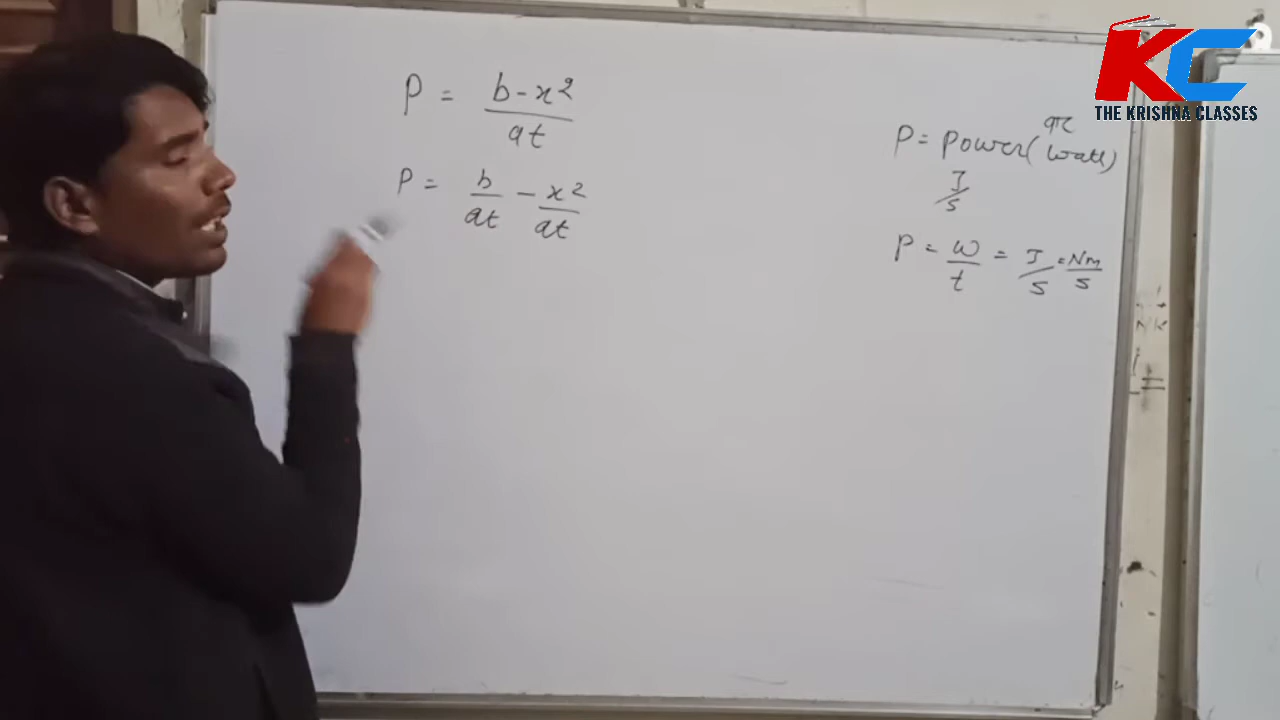 KC
THE KRISHNA CLASSES
P = b-x² / at
P = b/at - x²/at
P = Power( watt)
J/s
P = W/t = J/s = Nm/s